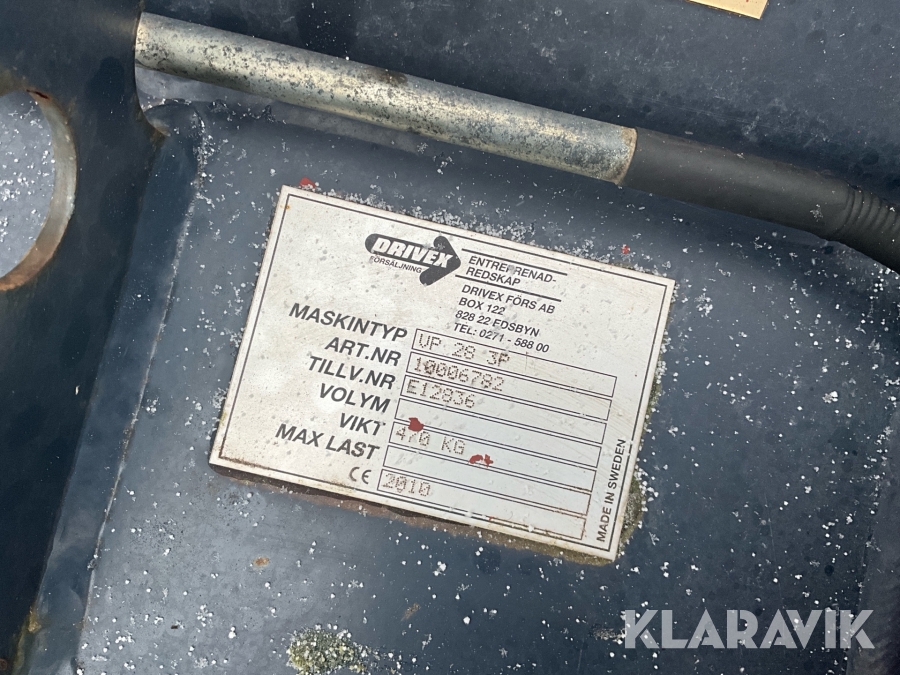 DRIVEX
FÖRSÄLJNING
ENTREPRENAD-
REDSKAP
DRIVEX FÖRS AB
BOX 122
828 22 EDSBYN
TEL: 0271 - 588 00
MASKINTYP VP 28 3P
ART.NR 10006782
TILLV.NR E12836
VOLYM
VIKT 470 KG
MAX LAST
CE 2010
MADE IN SWEDEN
KLARAVIK